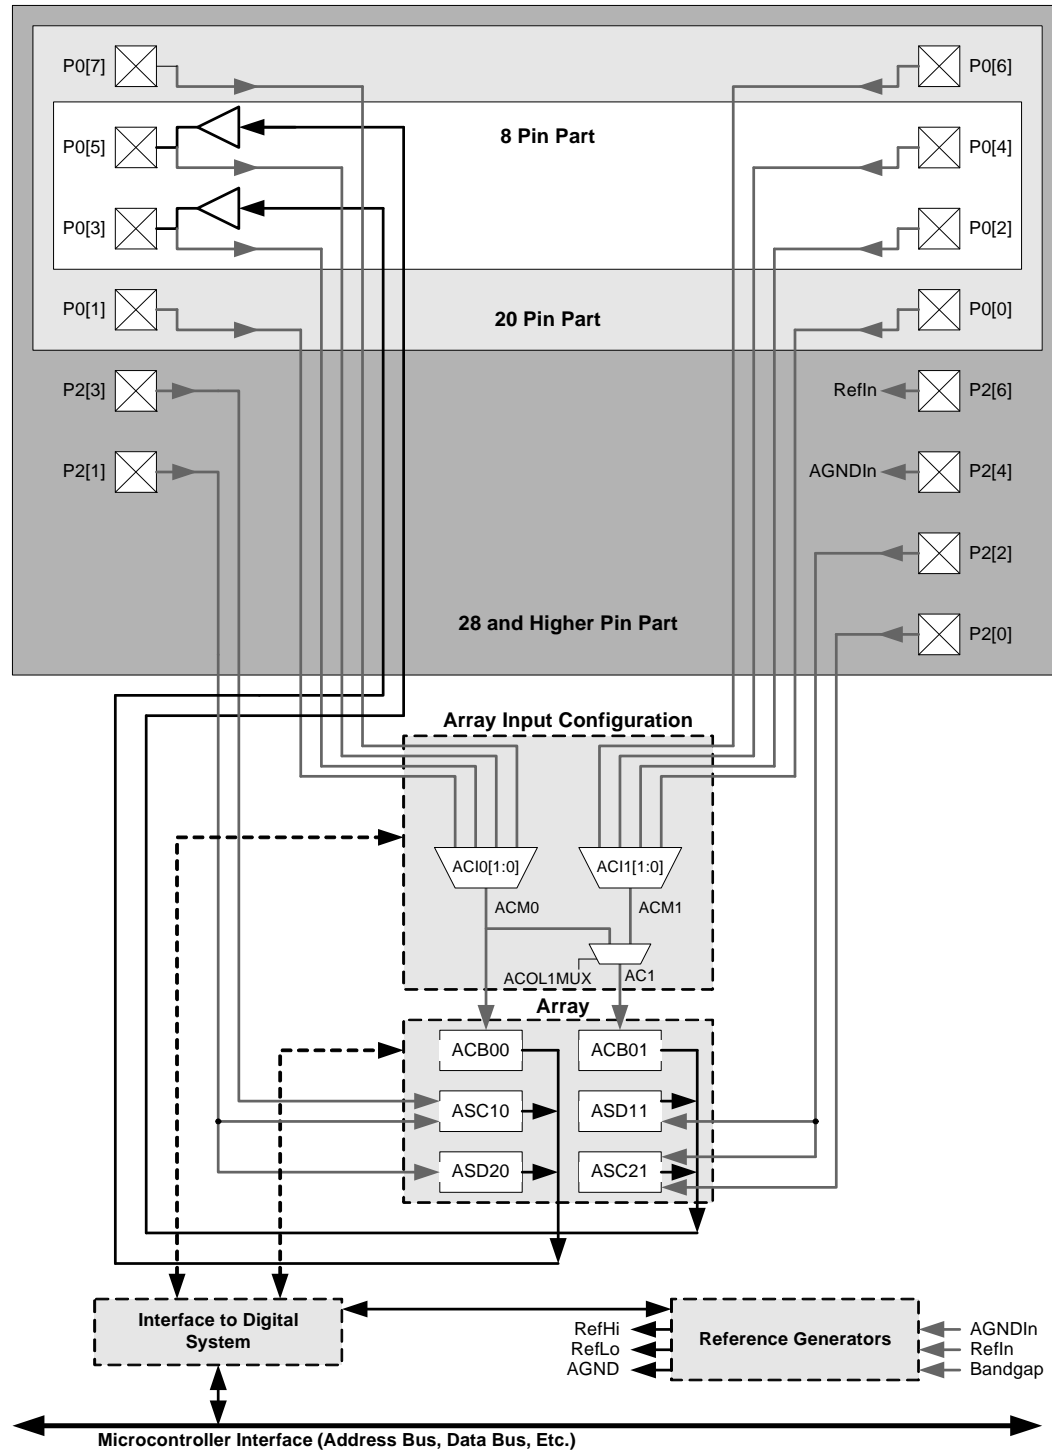 P0[7]
P0[6]
8 Pin Part
P0[5]
P0[4]
P0[3]
P0[2]
P0[1]
P0[0]
20 Pin Part
P2[3]
RefIn
P2[6]
P2[1]
AGNDIn
P2[4]
P2[2]
28 and Higher Pin Part
P2[0]
Array Input Configuration
ACI0[1:0]
ACI1[1:0]
ACM0
ACM1
ACOL1MUX
AC1
Array
ACB00
ACB01
ASC10
ASD11
ASD20
ASC21
Interface to Digital
System
RefHi
RefLo
AGND
Reference Generators
AGNDIn
RefIn
Bandgap
Microcontroller Interface (Address Bus, Data Bus, Etc.)